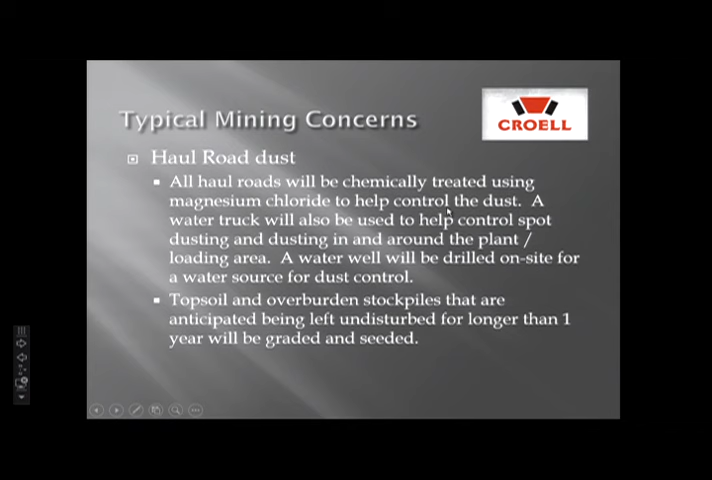 Typical Mining Concerns
CROELL
Haul Road dust
All haul roads will be chemically treated using
magnesium chloride to help control the dust. A
water truck will also be used to help control spot
dusting and dusting in and around the plant /
loading area. A water well will be drilled on-site for
a water source for dust control.
Topsoil and overburden stockpiles that are
anticipated being left undisturbed for longer than 1
year will be graded and seeded.